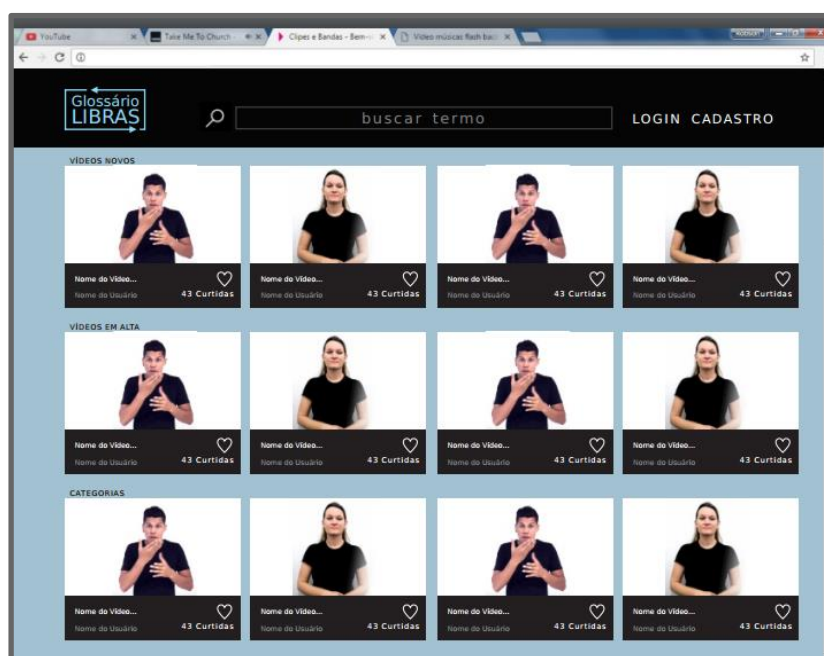 YouTube
Take Me To Church -
Clipes e Bandas - Bem-vi
Vídeo músicas flash bac
Robson
Glossário
LIBRAS
buscar termo
LOGIN CADASTRO
VÍDEOS NOVOS
Nome do Vídeo... Nome do Vídeo... Nome do Vídeo... Nome do Vídeo...
Nome do Usuário 43 Curtidas Nome do Usuário 43 Curtidas Nome do Usuário 43 Curtidas Nome do Usuário 43 Curtidas
VÍDEOS EM ALTA
Nome do Vídeo... Nome do Vídeo... Nome do Vídeo... Nome do Vídeo...
Nome do Usuário 43 Curtidas Nome do Usuário 43 Curtidas Nome do Usuário 43 Curtidas Nome do Usuário 43 Curtidas
CATEGORIAS
Nome do Vídeo... Nome do Vídeo... Nome do Vídeo... Nome do Vídeo...
Nome do Usuário 43 Curtidas Nome do Usuário 43 Curtidas Nome do Usuário 43 Curtidas Nome do Usuário 43 Curtidas